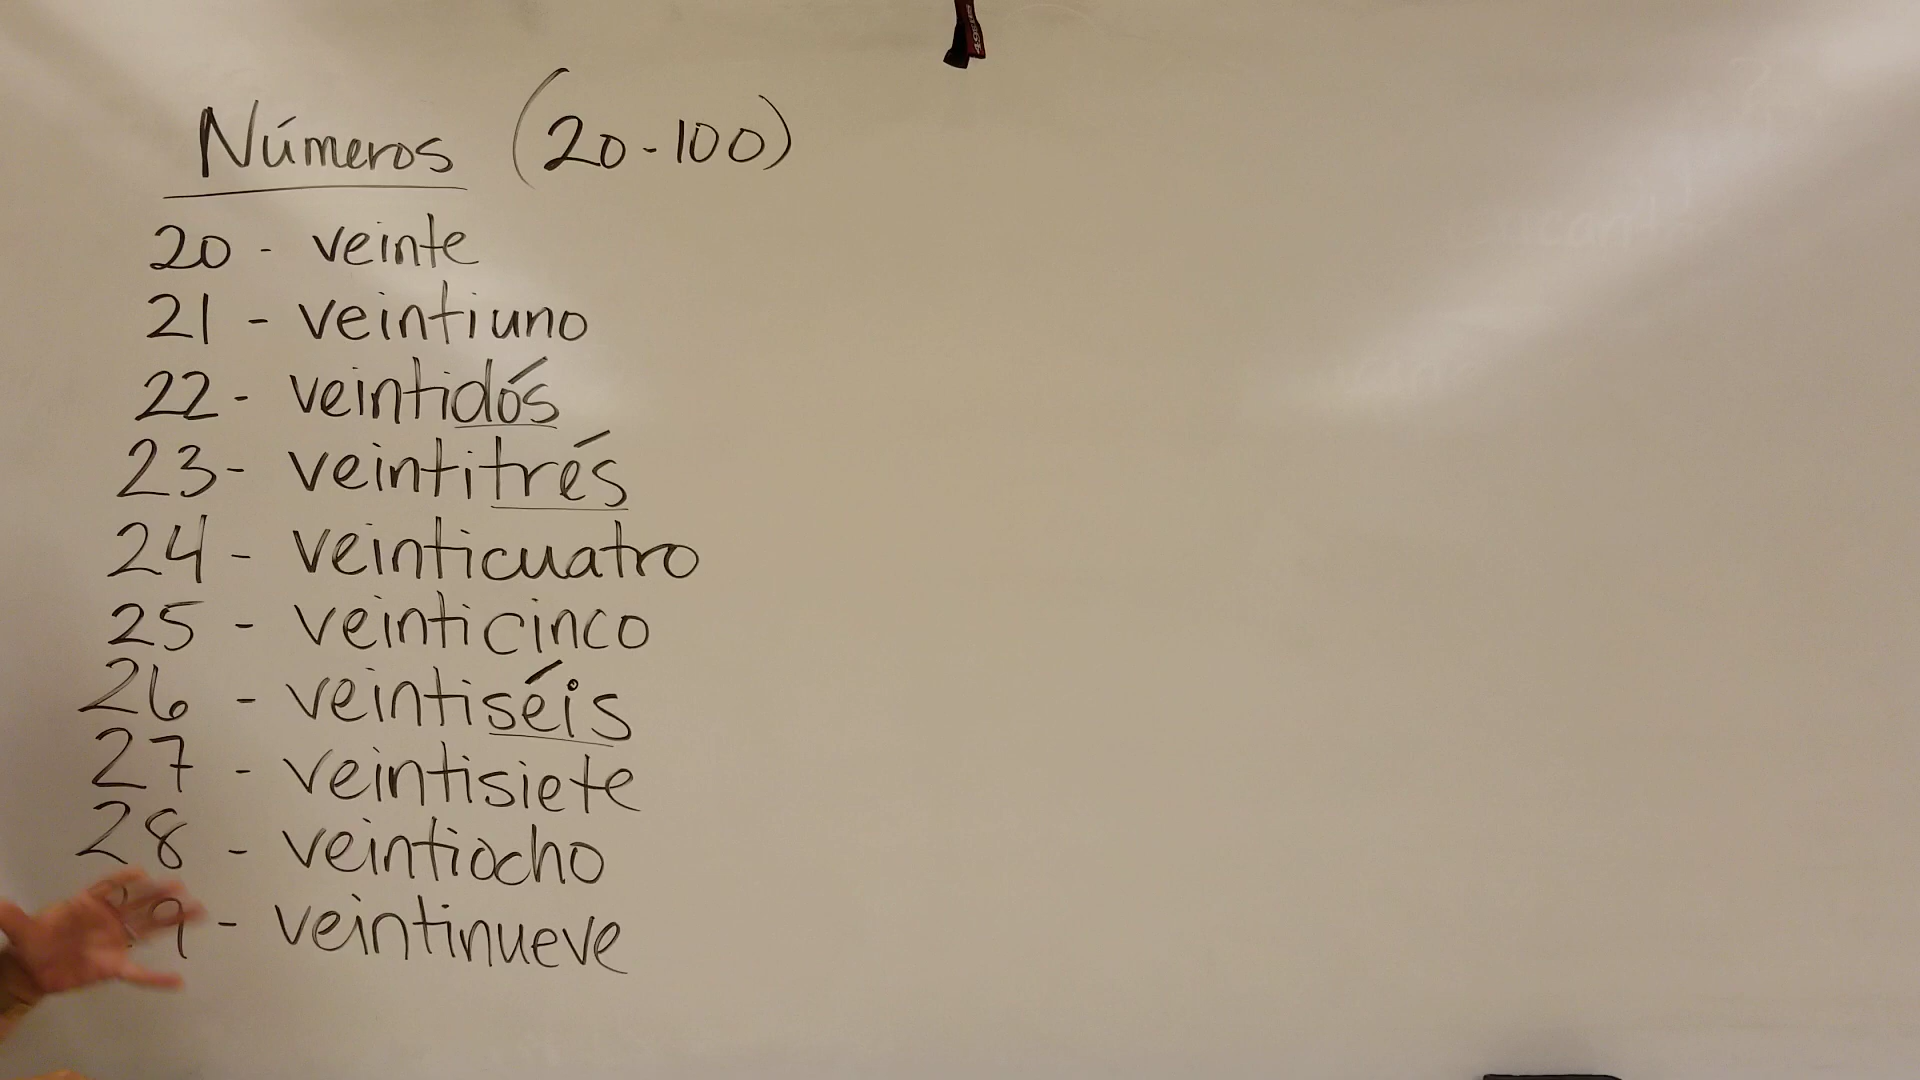 Números (20-100)
20 - veinte
21 - veintiuno
22 - veintidós
23 - veintitrés
24 - veinticuatro
25 - veinticinco
26 - veintiséis
27 - veintisiete
28 - veintiocho
29 - veintinueve
49ers